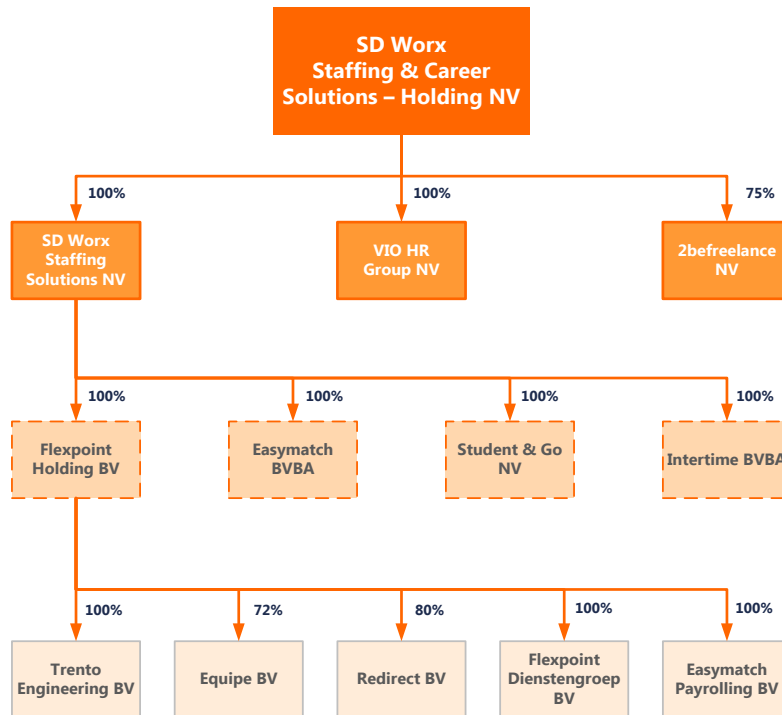 SD Worx
Staffing & Career
Solutions – Holding NV
100%
100%
75%
SD Worx
Staffing
Solutions NV
VIO HR
Group NV
2befreelance
NV
100%
100%
100%
100%
Flexpoint
Holding BV
Easymatch
BVBA
Student & Go
NV
Intertime BVBA
100%
72%
80%
100%
100%
Trento
Engineering BV
Equipe BV
Redirect BV
Flexpoint
Dienstengroep
BV
Easymatch
Payrolling BV